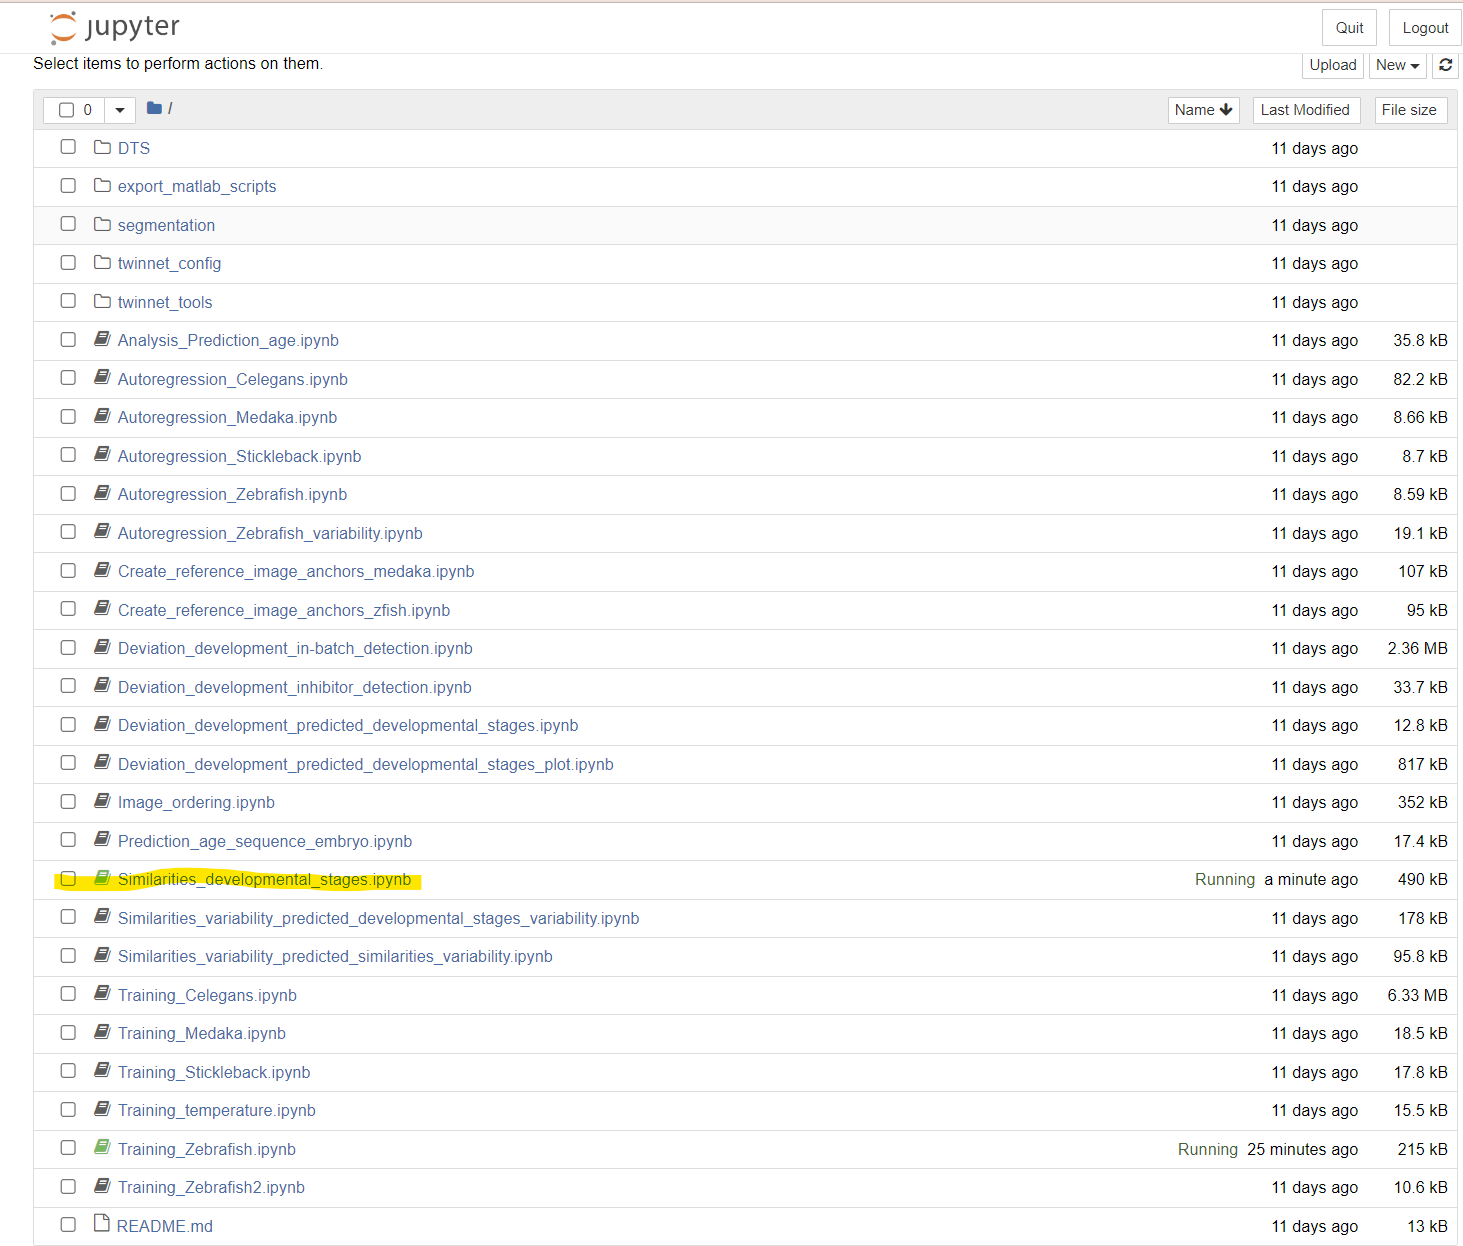 jupyter Quit Logout
Select items to perform actions on them. Upload New
0 / Name Last Modified File size
DTS 11 days ago
export_matlab_scripts 11 days ago
segmentation 11 days ago
twinnet_config 11 days ago
twinnet_tools 11 days ago
Analysis_Prediction_age.ipynb 11 days ago 35.8 kB
Autoregression_Celegans.ipynb 11 days ago 82.2 kB
Autoregression_Medaka.ipynb 11 days ago 8.66 kB
Autoregression_Stickleback.ipynb 11 days ago 8.7 kB
Autoregression_Zebrafish.ipynb 11 days ago 8.59 kB
Autoregression_Zebrafish_variability.ipynb 11 days ago 19.1 kB
Create_reference_image_anchors_medaka.ipynb 11 days ago 107 kB
Create_reference_image_anchors_zfish.ipynb 11 days ago 95 kB
Deviation_development_in-batch_detection.ipynb 11 days ago 2.36 MB
Deviation_development_inhibitor_detection.ipynb 11 days ago 33.7 kB
Deviation_development_predicted_developmental_stages.ipynb 11 days ago 12.8 kB
Deviation_development_predicted_developmental_stages_plot.ipynb 11 days ago 817 kB
Image_ordering.ipynb 11 days ago 352 kB
Prediction_age_sequence_embryo.ipynb 11 days ago 17.4 kB
Similarities_developmental_stages.ipynb Running a minute ago 490 kB
Similarities_variability_predicted_developmental_stages_variability.ipynb 11 days ago 178 kB
Similarities_variability_predicted_similarities_variability.ipynb 11 days ago 95.8 kB
Training_Celegans.ipynb 11 days ago 6.33 MB
Training_Medaka.ipynb 11 days ago 18.5 kB
Training_Stickleback.ipynb 11 days ago 17.8 kB
Training_temperature.ipynb 11 days ago 15.5 kB
Training_Zebrafish.ipynb Running 25 minutes ago 215 kB
Training_Zebrafish2.ipynb 11 days ago 10.6 kB
README.md 11 days ago 13 kB